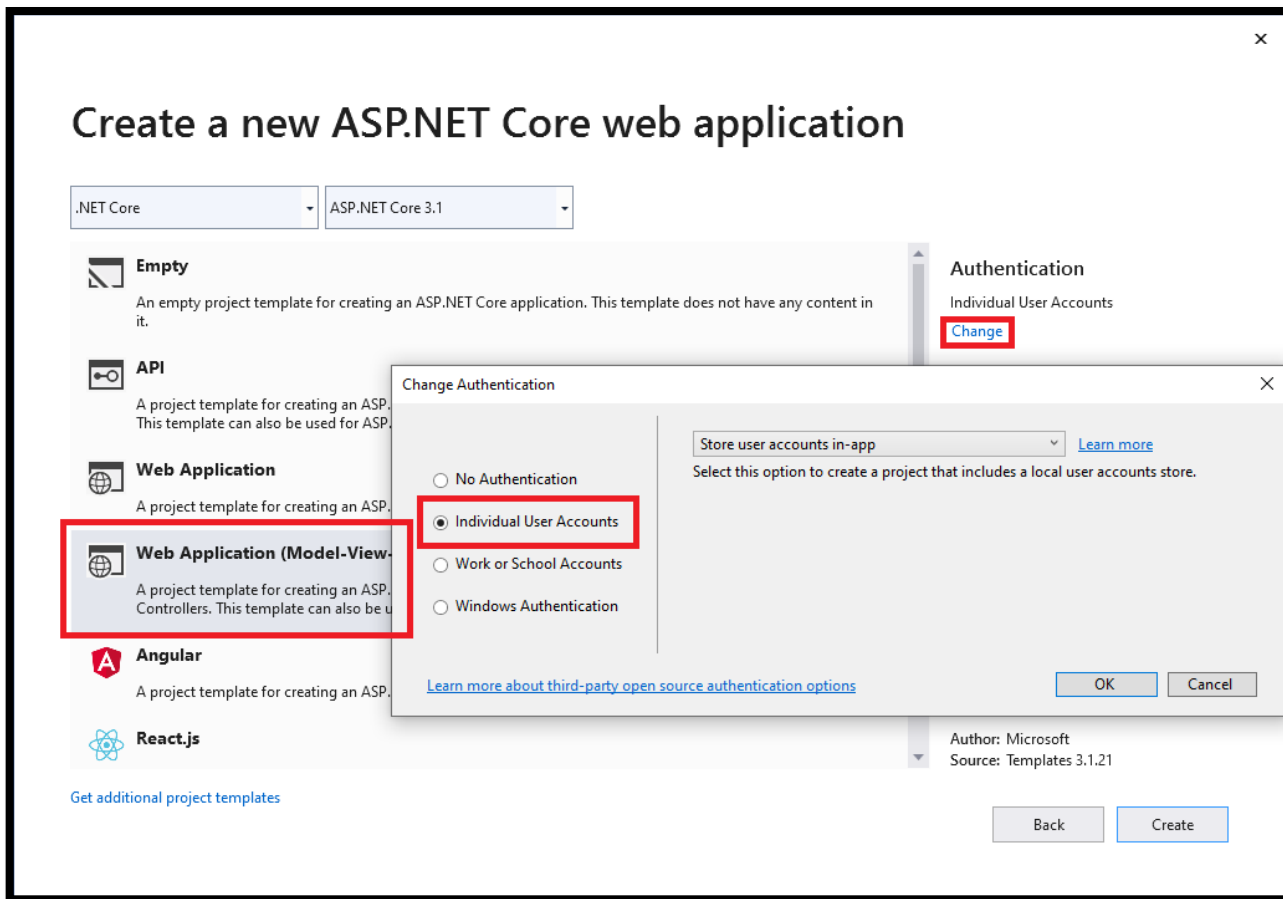 Create a new ASP.NET Core web application
.NET Core
ASP.NET Core 3.1
Empty
An empty project template for creating an ASP.NET Core application. This template does not have any content in
it.
API
A project template for creating an ASP.
This template can also be used for ASP.
Web Application
A project template for creating an ASP.
Web Application (Model-View-
A project template for creating an ASP.
Controllers. This template can also be u
Angular
A project template for creating an ASP.
React.js
Get additional project templates
Authentication
Individual User Accounts
Change
Change Authentication
No Authentication
Individual User Accounts
Work or School Accounts
Windows Authentication
Store user accounts in-app
Learn more
Select this option to create a project that includes a local user accounts store.
Learn more about third-party open source authentication options
OK
Cancel
Author: Microsoft
Source: Templates 3.1.21
Back
Create